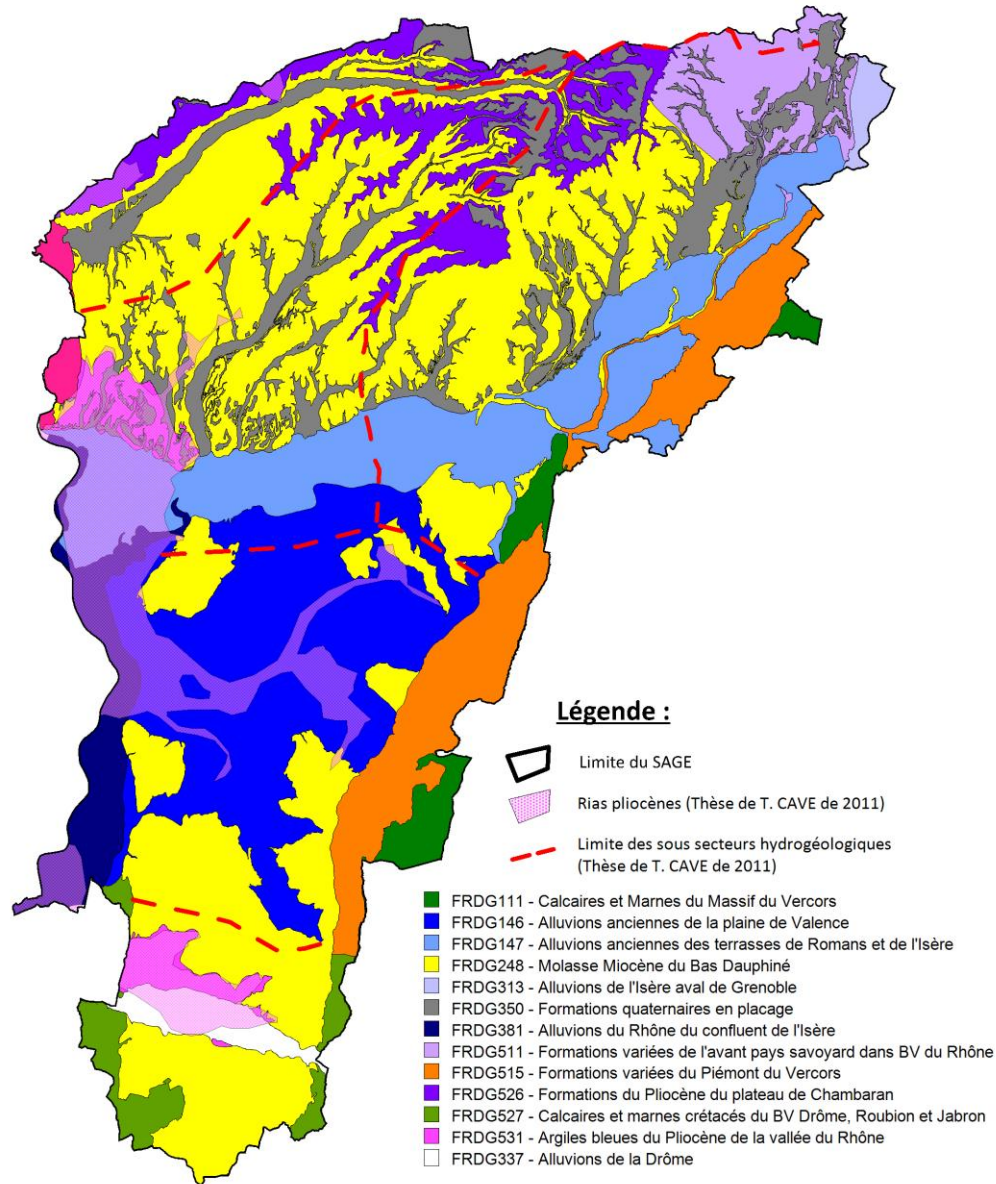 Légende :
Limite du SAGE
Rias pliocènes (Thèse de T. CAVE de 2011)
Limite des sous secteurs hydrogéologiques
(Thèse de T. CAVE de 2011)
FRDG111 - Calcaires et Marnes du Massif du Vercors
FRDG146 - Alluvions anciennes de la plaine de Valence
FRDG147 - Alluvions anciennes des terrasses de Romans et de l'Isère
FRDG248 - Molasse Miocène du Bas Dauphiné
FRDG313 - Alluvions de l'Isère aval de Grenoble
FRDG350 - Formations quaternaires en placage
FRDG381 - Alluvions du Rhône du confluent de l'Isère
FRDG511 - Formations variées de l'avant pays savoyard dans BV du Rhône
FRDG515 - Formations variées du Piémont du Vercors
FRDG526 - Formations du Pliocène du plateau de Chambaran
FRDG527 - Calcaires et marnes crétacés du BV Drôme, Roubion et Jabron
FRDG531 - Argiles bleues du Pliocène de la vallée du Rhône
FRDG337 - Alluvions de la Drôme